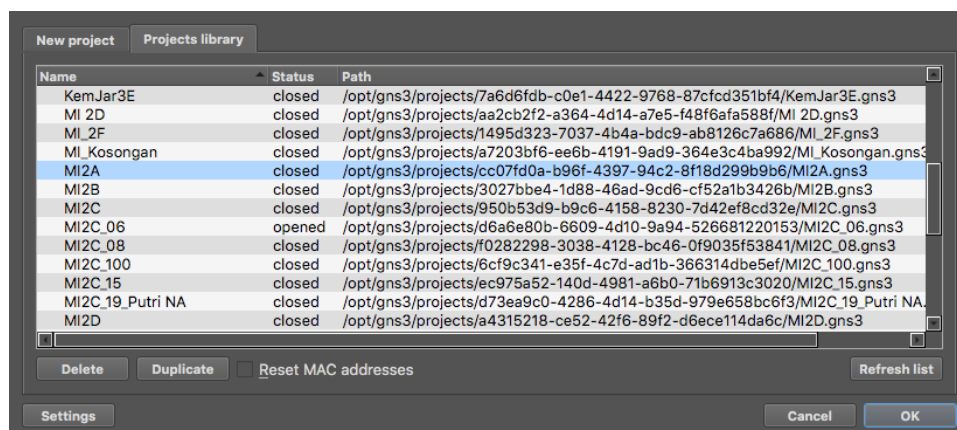 New project Projects library
Name Status Path
KemJar3E closed /opt/gns3/projects/7a6d6fdb-c0e1-4422-9768-87cfcd351bf4/KemJar3E.gns3
MI 2D closed /opt/gns3/projects/aa2cb2f2-a364-4d14-a7e5-f48f6afa588f/MI 2D.gns3
MI_2F closed /opt/gns3/projects/1495d323-7037-4b4a-bdc9-ab8126c7a686/MI_2F.gns3
MI_Kosongan closed /opt/gns3/projects/a7203bf6-ee6b-4191-9ad9-364e3c4ba992/MI_Kosongan.gns3
MI2A closed /opt/gns3/projects/cc07fd0a-b96f-4397-94c2-8f18d299b9b6/MI2A.gns3
MI2B closed /opt/gns3/projects/3027bbe4-1d88-46ad-9cd6-cf52a1b3426b/MI2B.gns3
MI2C closed /opt/gns3/projects/950b53d9-b9c6-4158-8230-7d42ef8cd32e/MI2C.gns3
MI2C_06 opened /opt/gns3/projects/d6a6e80b-6609-4d10-9a94-526681220153/MI2C_06.gns3
MI2C_08 closed /opt/gns3/projects/f0282298-3038-4128-bc46-0f9035f53841/MI2C_08.gns3
MI2C_100 closed /opt/gns3/projects/6cf9c341-e35f-4c7d-ad1b-366314dbe5ef/MI2C_100.gns3
MI2C_15 closed /opt/gns3/projects/ec975a52-140d-4981-a6b0-71b6913c3020/MI2C_15.gns3
MI2C_19_Putri NA closed /opt/gns3/projects/d73ea9c0-4286-4d14-b35d-979e658bc6f3/MI2C_19_Putri NA.
MI2D closed /opt/gns3/projects/a4315218-ce52-42f6-89f2-d6ece114da6c/MI2D.gns3
Delete Duplicate Reset MAC addresses Refresh list
Settings Cancel OK